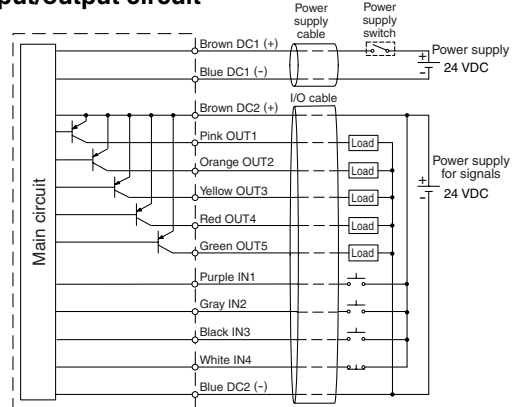 put/output circuit
Power supply cable
Power supply switch
Brown DC1 (+)
Power supply
+
24 VDC
-
Blue DC1 (-)
Brown DC2 (+)
I/O cable
Pink OUT1
Load
Orange OUT2
Load
Power supply for signals
+
24 VDC
-
Yellow OUT3
Load
Red OUT4
Load
Green OUT5
Load
Main circuit
Purple IN1
Gray IN2
Black IN3
White IN4
Blue DC2 (-)